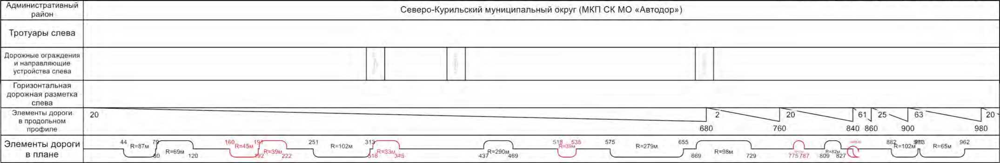 Административный
район
Северо-Курильский муниципальный округ (МКП СК МО «Автодор»)
Тротуары слева
Дорожные ограждения
и направляющие
устройства слева
Горизонтальная
дорожная разметка
слева
Элементы дороги
в продольном
профиле
20 2 20 61 25 63 20
680 760 840 860 900 980
Элементы дороги
в плане
44 79 160 191 251 313 518 538 575 655 882 962
R=87м R=45м R=102м R=39м R=279м R=102м R=65м
R=69м R=39м R=33м R=290м R=98м R=82м
80 120 192 222 316 345 437 469 669 729 775 787 809 827